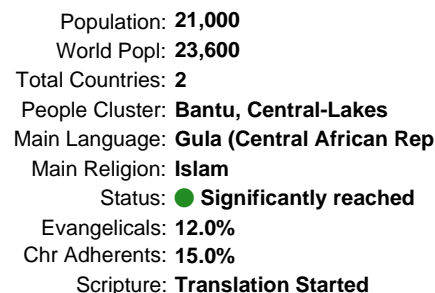 Population: 21,000
World Popl: 23,600
Total Countries: 2
People Cluster: Bantu, Central-Lakes
Main Language: Gula (Central African Rep
Main Religion: Islam
Status: Significantly reached
Evangelicals: 12.0%
Chr Adherents: 15.0%
Scripture: Translation Started